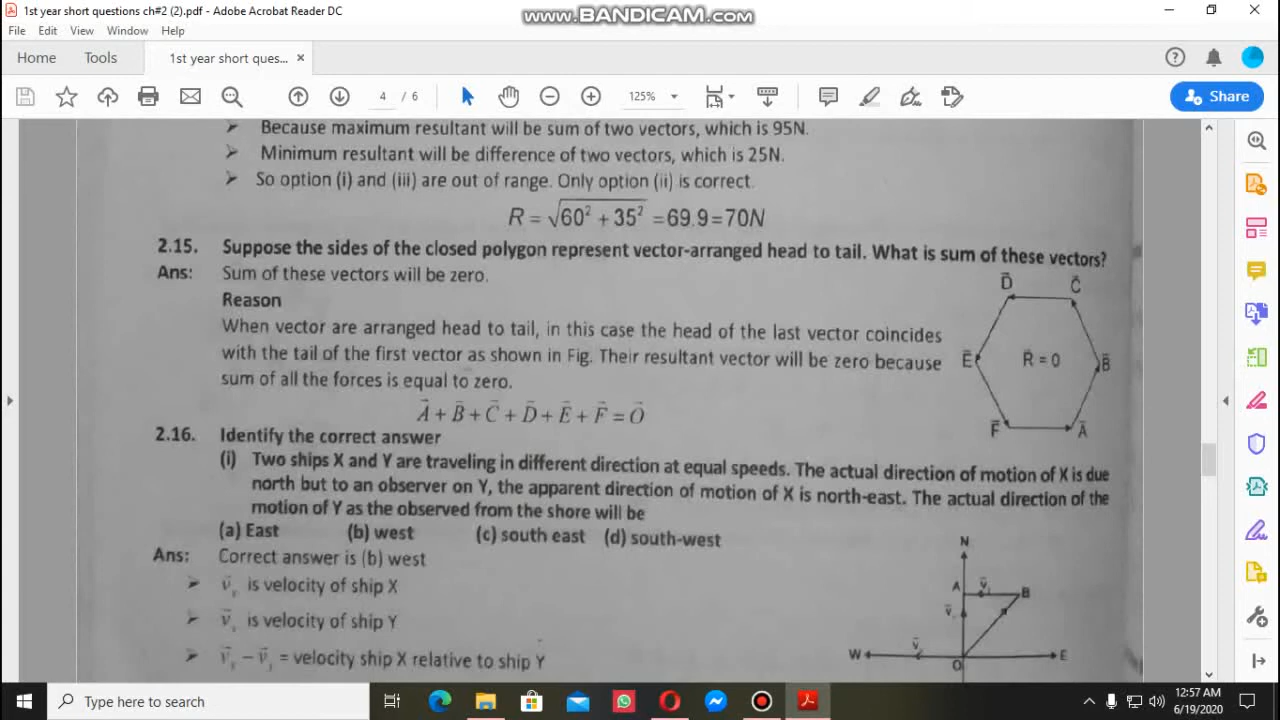 1st year short questions ch#2 (2).pdf - Adobe Acrobat Reader DC
www.BANDICAM.com
File Edit View Window Help
Home Tools 1st year short ques... ×
4 / 6 125% Share
Because maximum resultant will be sum of two vectors, which is 95N.
Minimum resultant will be difference of two vectors, which is 25N.
So option (i) and (iii) are out of range. Only option (ii) is correct.
R = √60² + 35² = 69.9 = 70N
2.15. Suppose the sides of the closed polygon represent vector-arranged head to tail. What is sum of these vectors?
Ans: Sum of these vectors will be zero.
Reason
When vector are arranged head to tail, in this case the head of the last vector coincides
with the tail of the first vector as shown in Fig. Their resultant vector will be zero because
sum of all the forces is equal to zero.
A⃗ + B⃗ + C⃗ + D⃗ + E⃗ + F⃗ = O⃗
D⃗ C⃗
E⃗ R⃗ = 0 B⃗
F⃗ A⃗
2.16. Identify the correct answer
(i) Two ships X and Y are traveling in different direction at equal speeds. The actual direction of motion of X is due
north but to an observer on Y, the apparent direction of motion of X is north-east. The actual direction of the
motion of Y as the observed from the shore will be
(a) East (b) west (c) south east (d) south-west
Ans: Correct answer is (b) west
v⃗ is velocity of ship X
v⃗ is velocity of ship Y
v⃗ - v⃗ = velocity ship X relative to ship Y
N
A v⃗ B
v⃗
W v⃗ O E
Type here to search
12:57 AM
6/19/2020